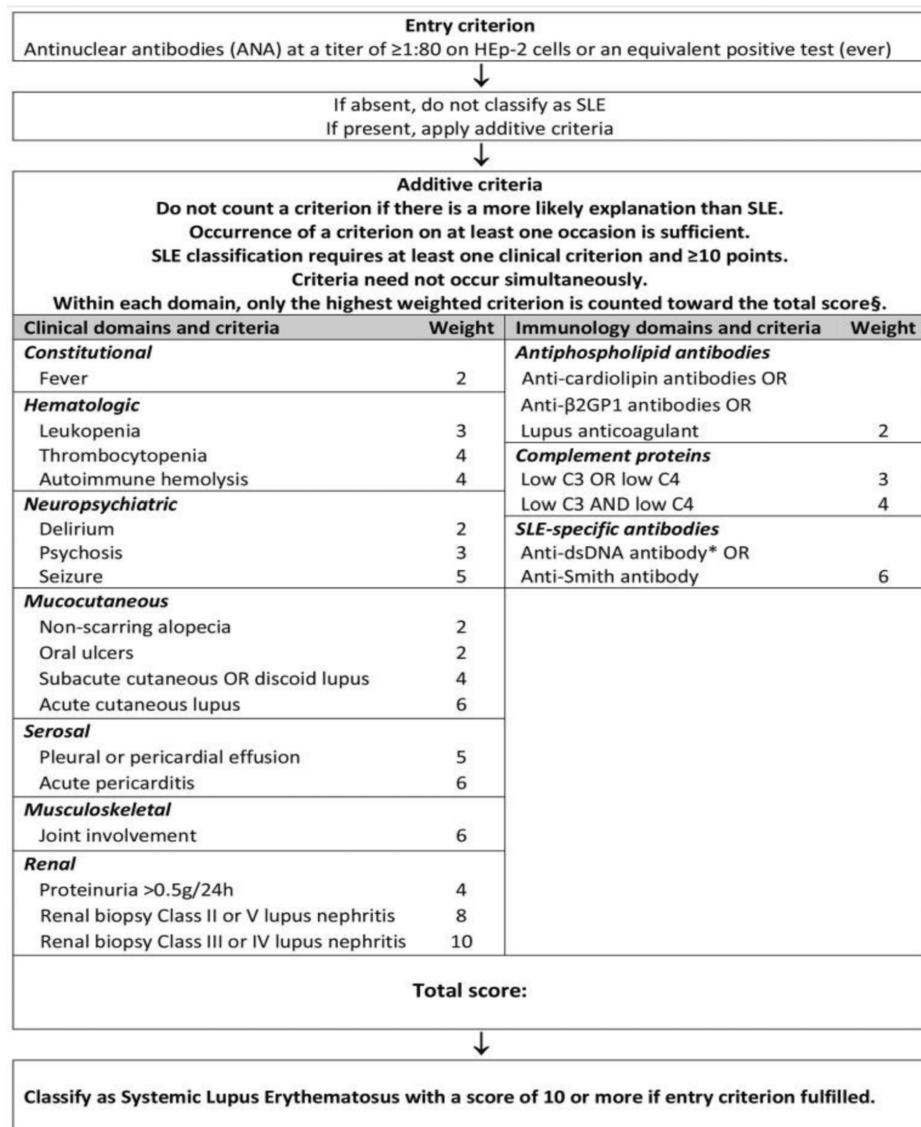 Entry criterion
Antinuclear antibodies (ANA) at a titer of ≥1:80 on HEp-2 cells or an equivalent positive test (ever)
↓
If absent, do not classify as SLE
If present, apply additive criteria
↓
Additive criteria
Do not count a criterion if there is a more likely explanation than SLE.
Occurrence of a criterion on at least one occasion is sufficient.
SLE classification requires at least one clinical criterion and ≥10 points.
Criteria need not occur simultaneously.
Within each domain, only the highest weighted criterion is counted toward the total score§.
Clinical domains and criteria Weight
Constitutional
Fever 2
Hematologic
Leukopenia 3
Thrombocytopenia 4
Autoimmune hemolysis 4
Neuropsychiatric
Delirium 2
Psychosis 3
Seizure 5
Mucocutaneous
Non-scarring alopecia 2
Oral ulcers 2
Subacute cutaneous OR discoid lupus 4
Acute cutaneous lupus 6
Serosal
Pleural or pericardial effusion 5
Acute pericarditis 6
Musculoskeletal
Joint involvement 6
Renal
Proteinuria >0.5g/24h 4
Renal biopsy Class II or V lupus nephritis 8
Renal biopsy Class III or IV lupus nephritis 10
Immunology domains and criteria Weight
Antiphospholipid antibodies
Anti-cardiolipin antibodies OR
Anti-β2GP1 antibodies OR
Lupus anticoagulant 2
Complement proteins
Low C3 OR low C4 3
Low C3 AND low C4 4
SLE-specific antibodies
Anti-dsDNA antibody* OR
Anti-Smith antibody 6
Total score:
↓
Classify as Systemic Lupus Erythematosus with a score of 10 or more if entry criterion fulfilled.